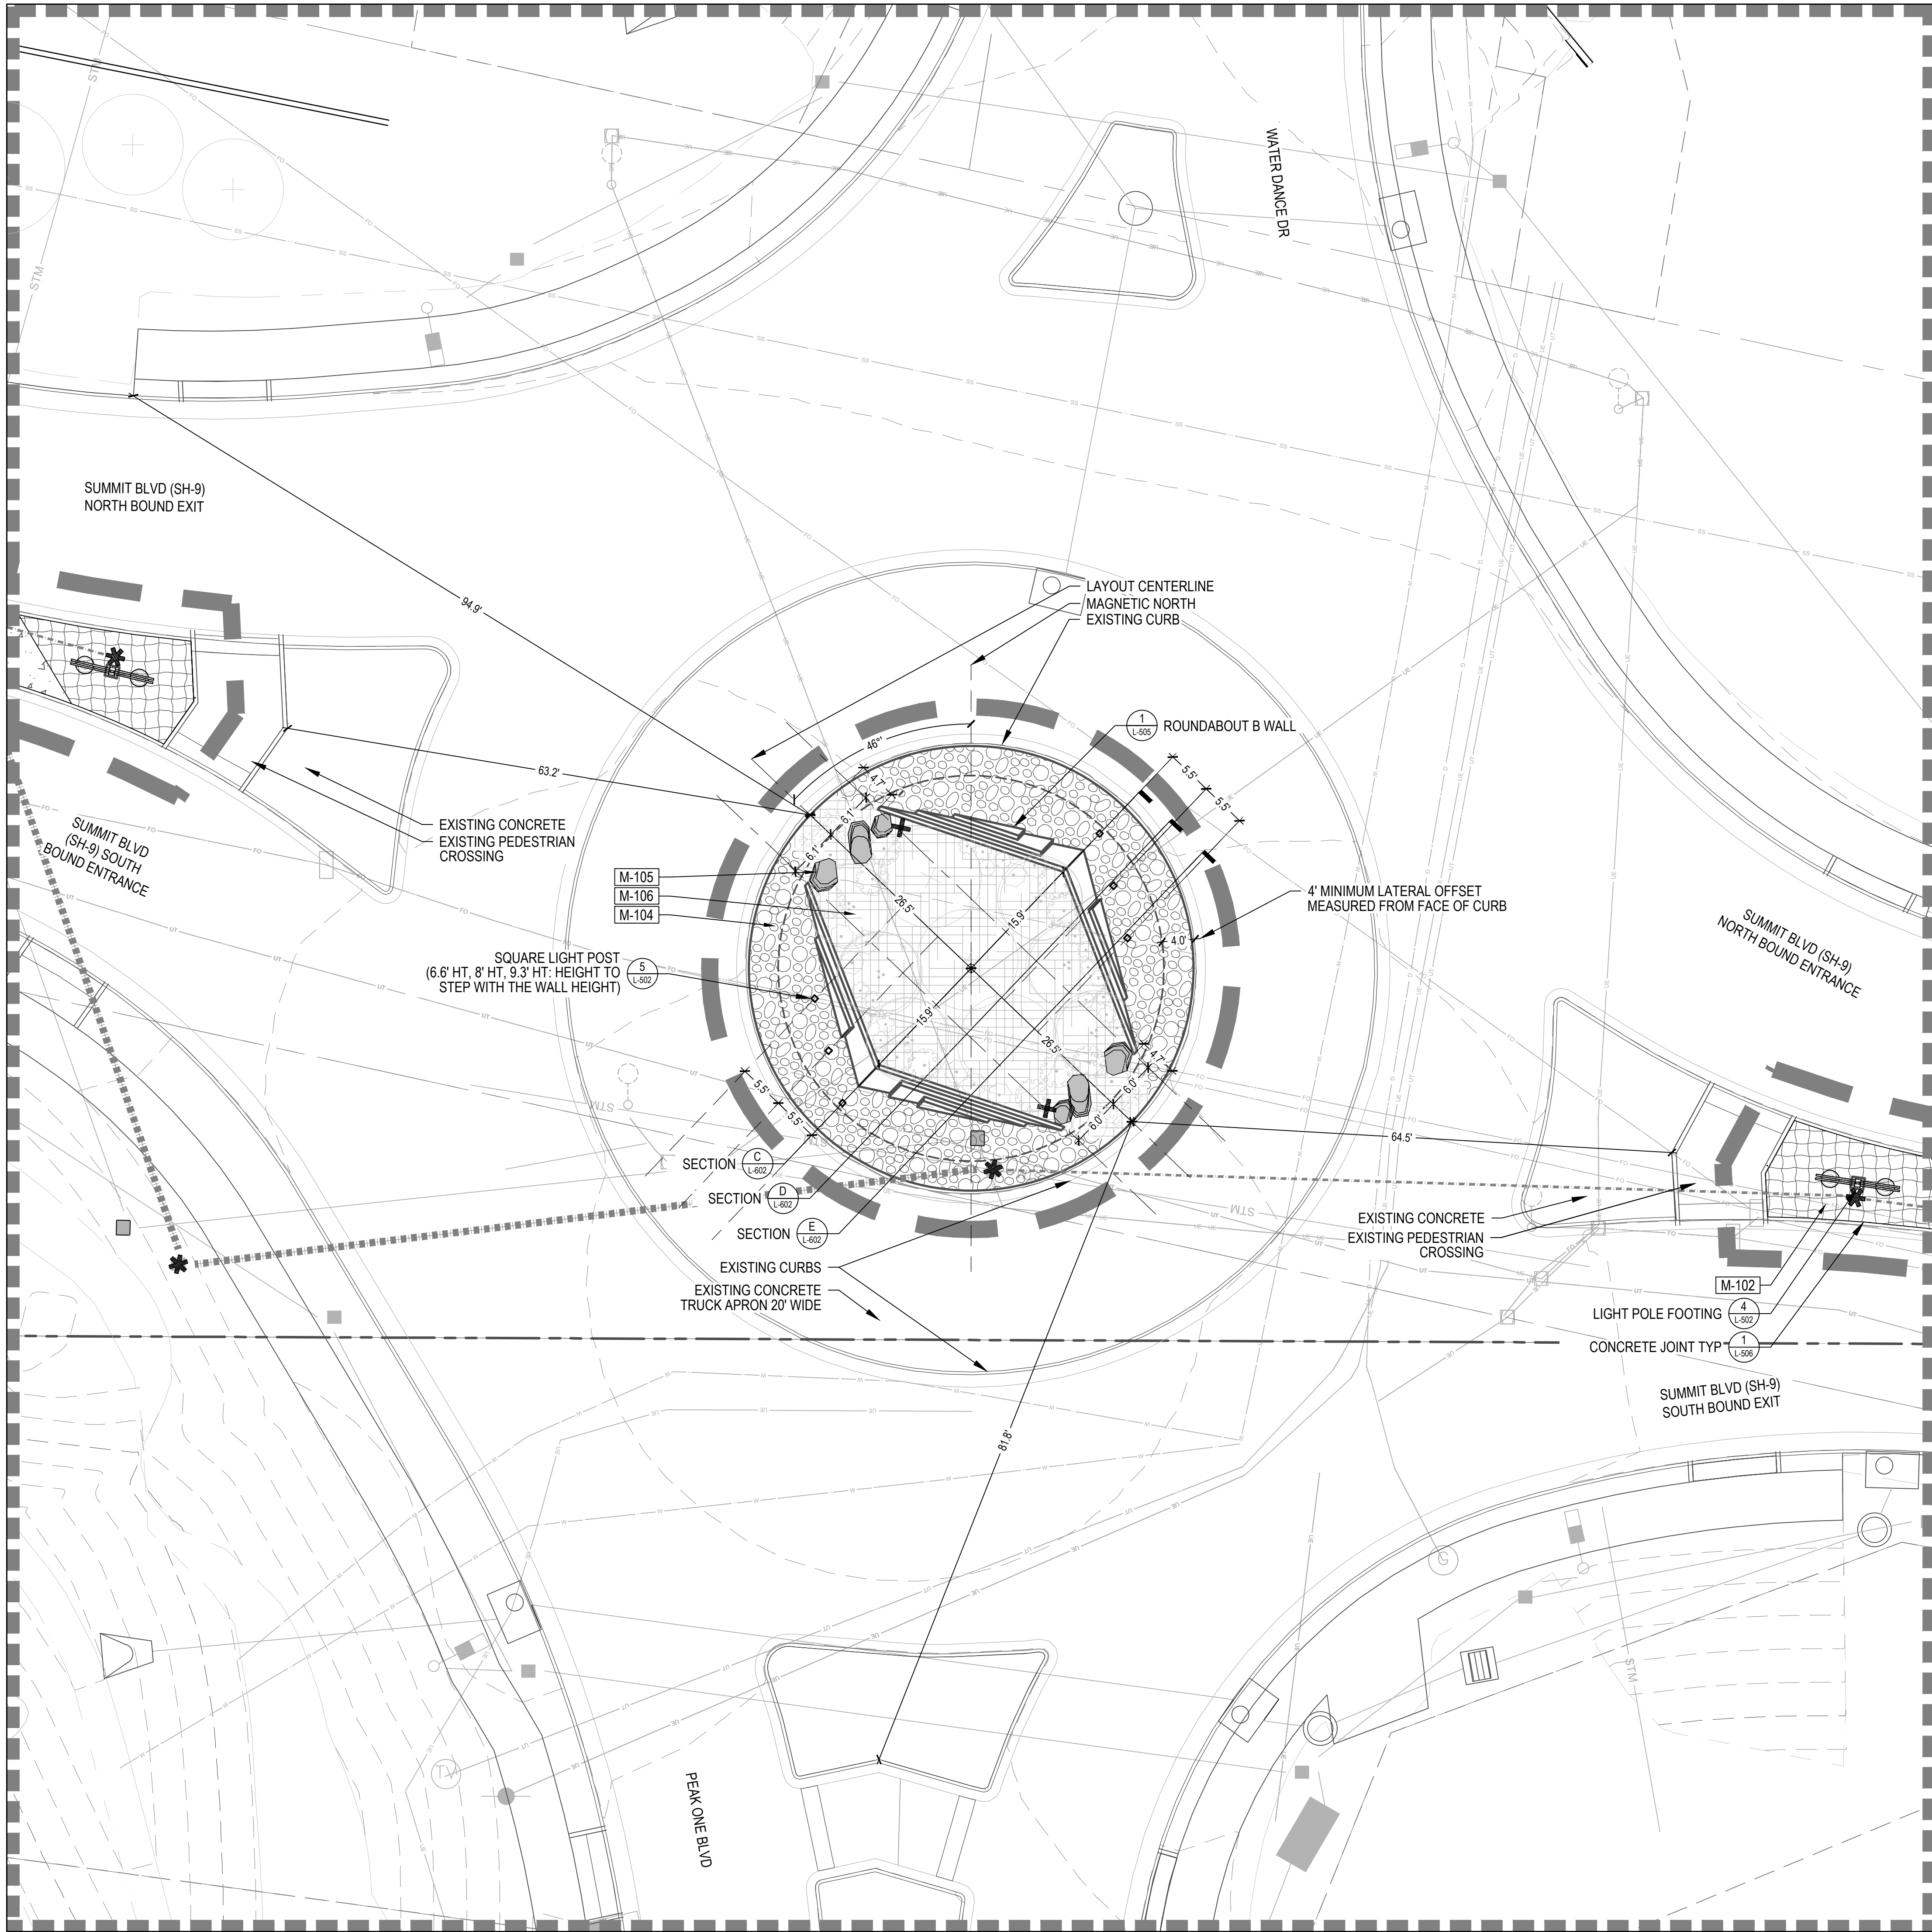 WATER DANCE DR
SUMMIT BLVD (SH-9)
NORTH BOUND EXIT
94.9'
LAYOUT CENTERLINE
MAGNETIC NORTH
EXISTING CURB
1
L-505
ROUNDABOUT B WALL
46°
63.2'
5.5'
5.5'
4.7'
6.1'
6.1'
EXISTING CONCRETE
EXISTING PEDESTRIAN
CROSSING
SUMMIT BLVD
(SH-9) SOUTH
BOUND ENTRANCE
M-105
M-106
M-104
26.5'
15.9'
4.0'
4' MINIMUM LATERAL OFFSET
MEASURED FROM FACE OF CURB
SUMMIT BLVD (SH-9)
NORTH BOUND ENTRANCE
SQUARE LIGHT POST
(6.6' HT, 8' HT, 9.3' HT: HEIGHT TO
STEP WITH THE WALL HEIGHT)
5
L-502
15.9'
26.5'
4.7'
6.0'
6.0'
5.5'
5.5'
64.5'
SECTION
C
L-602
SECTION
D
L-602
SECTION
E
L-602
EXISTING CURBS
EXISTING CONCRETE
TRUCK APRON 20' WIDE
EXISTING CONCRETE
EXISTING PEDESTRIAN
CROSSING
M-102
LIGHT POLE FOOTING
4
L-502
CONCRETE JOINT TYP
1
L-506
SUMMIT BLVD (SH-9)
SOUTH BOUND EXIT
81.8'
PEAK ONE BLVD
STM
STM
STM
STM
STM
TV
G